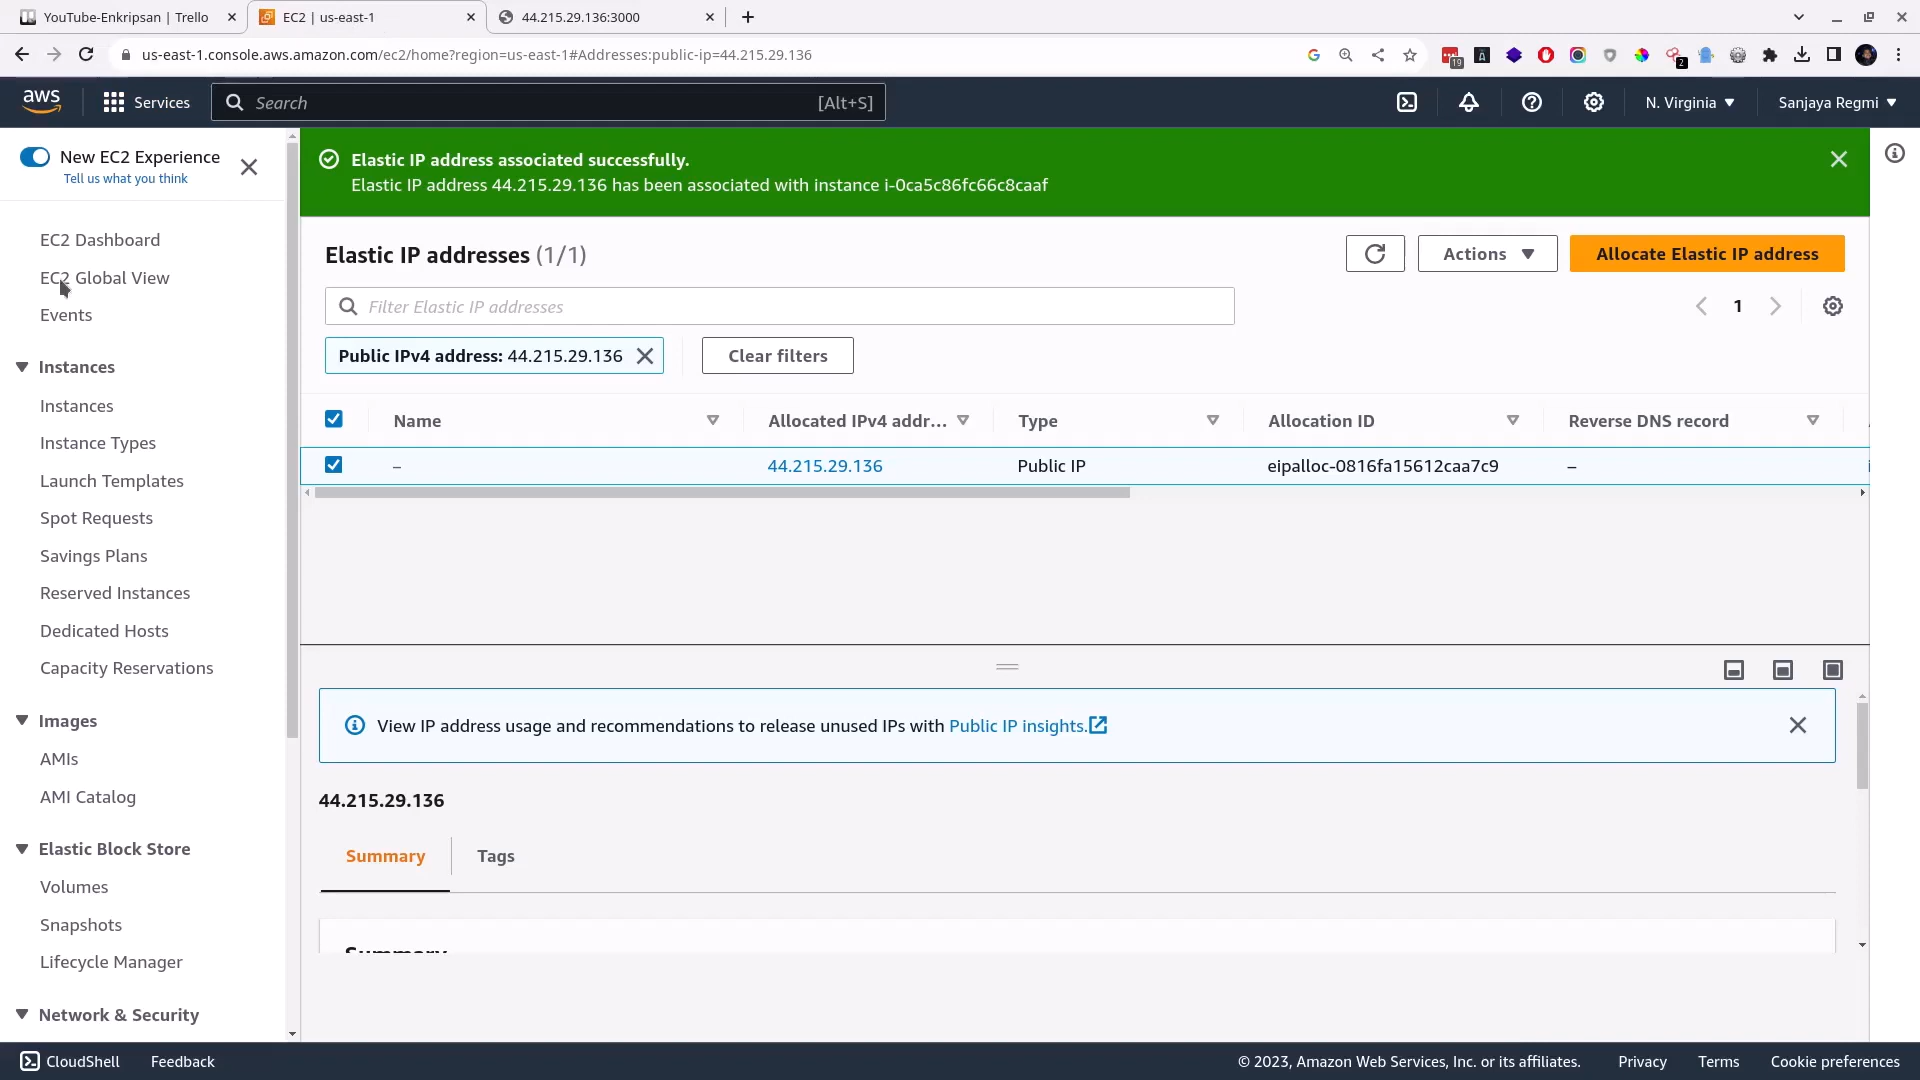 YouTube-Enkripsan | Trello
EC2 | us-east-1
44.215.29.136:3000
us-east-1.console.aws.amazon.com/ec2/home?region=us-east-1#Addresses:public-ip=44.215.29.136
19
2
aws
Services
Search
[Alt+S]
N. Virginia
Sanjaya Regmi
New EC2 Experience
Tell us what you think
EC2 Dashboard
EC2 Global View
Events
Instances
Instances
Instance Types
Launch Templates
Spot Requests
Savings Plans
Reserved Instances
Dedicated Hosts
Capacity Reservations
Images
AMIs
AMI Catalog
Elastic Block Store
Volumes
Snapshots
Lifecycle Manager
Network & Security
Elastic IP address associated successfully.
Elastic IP address 44.215.29.136 has been associated with instance i-0ca5c86fc66c8caaf
Elastic IP addresses (1/1)
Actions
Allocate Elastic IP address
Filter Elastic IP addresses
1
Public IPv4 address: 44.215.29.136
Clear filters
Name
Allocated IPv4 addr...
Type
Allocation ID
Reverse DNS record
–
44.215.29.136
Public IP
eipalloc-0816fa15612caa7c9
–
View IP address usage and recommendations to release unused IPs with Public IP insights.
44.215.29.136
Summary
Tags
Summary
CloudShell
Feedback
© 2023, Amazon Web Services, Inc. or its affiliates.
Privacy
Terms
Cookie preferences